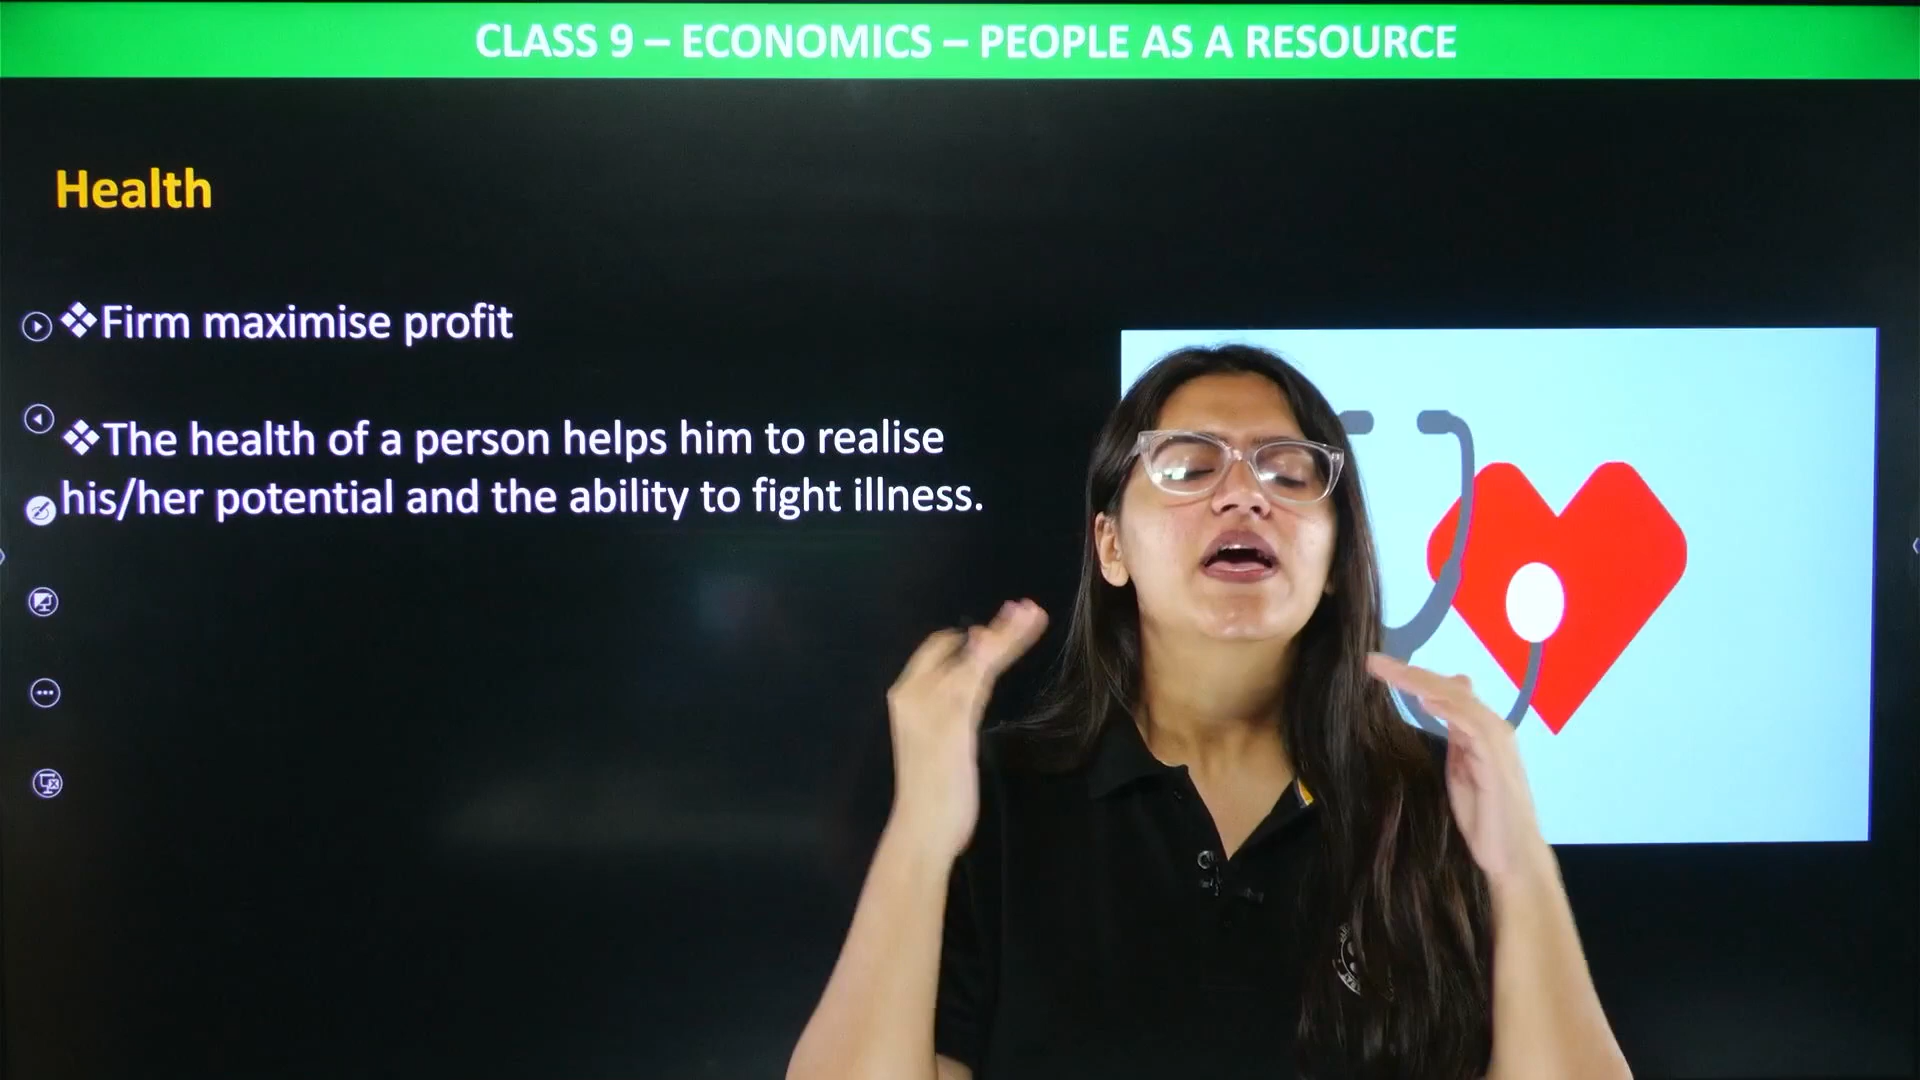 CLASS 9 – ECONOMICS – PEOPLE AS A RESOURCE
Health
❖Firm maximise profit
❖The health of a person helps him to realise
his/her potential and the ability to fight illness.